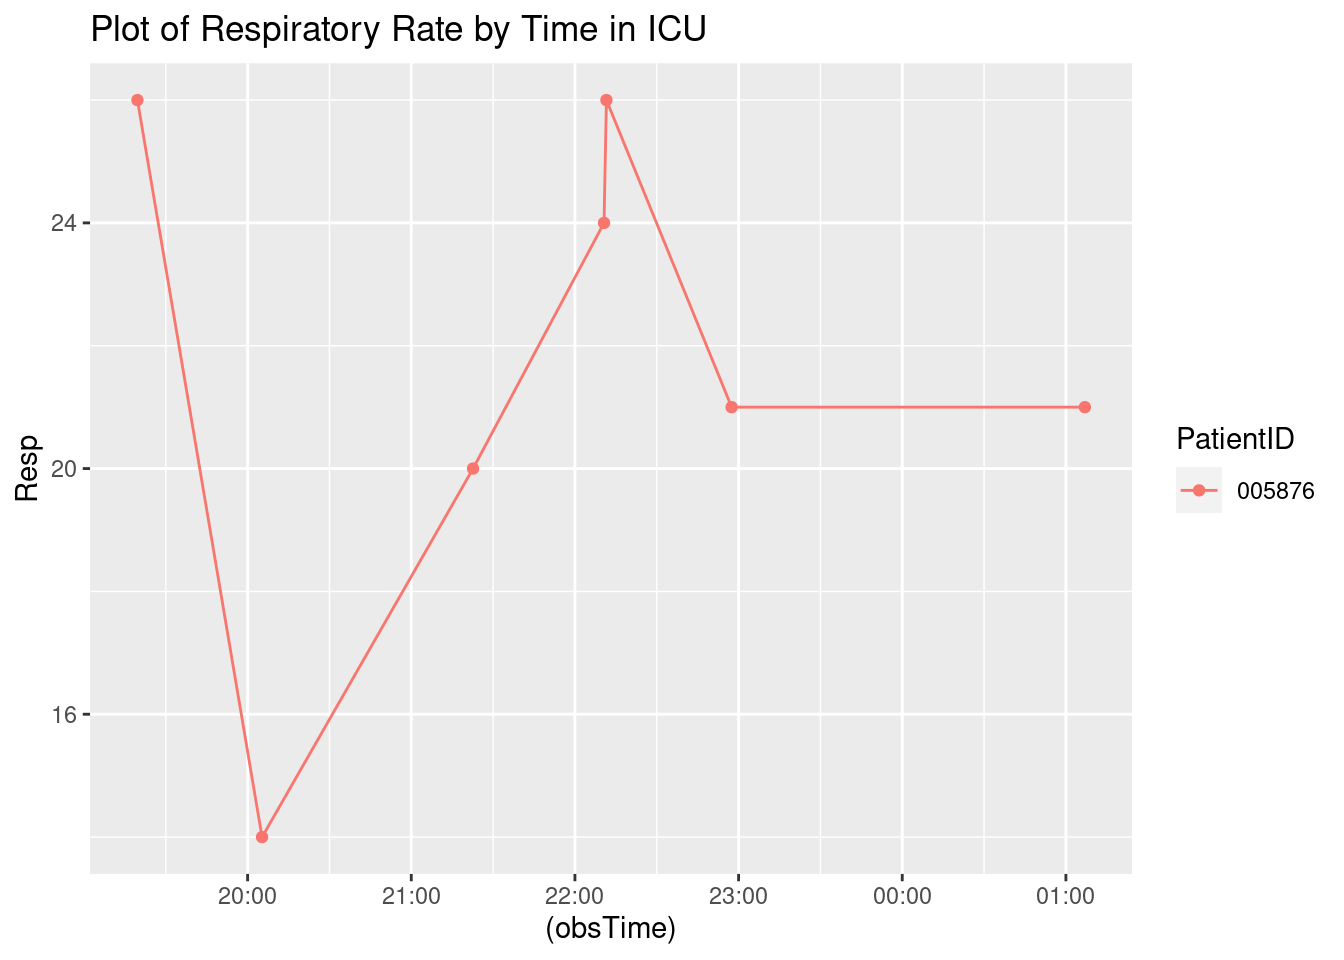 Plot of Respiratory Rate by Time in ICU
24
20
16
Resp
20:00 21:00 22:00 23:00 00:00 01:00
(obsTime)
PatientID
005876